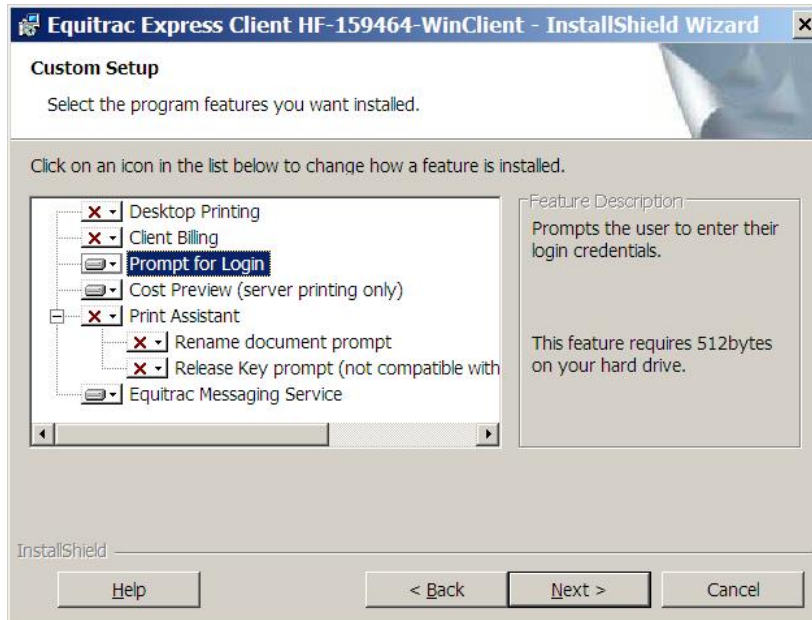 Equitrac Express Client HF-159464-WinClient - InstallShield Wizard
Custom Setup
Select the program features you want installed.
Click on an icon in the list below to change how a feature is installed.
Desktop Printing
Client Billing
Prompt for Login
Cost Preview (server printing only)
Print Assistant
Rename document prompt
Release Key prompt (not compatible with
Equitrac Messaging Service
Feature Description
Prompts the user to enter their
login credentials.
This feature requires 512bytes
on your hard drive.
InstallShield
Help
< Back
Next >
Cancel